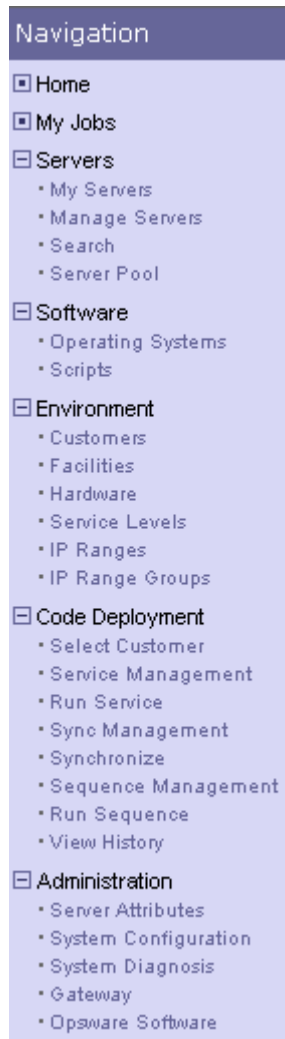 Navigation
Home
My Jobs
Servers
My Servers
Manage Servers
Search
Server Pool
Software
Operating Systems
Scripts
Environment
Customers
Facilities
Hardware
Service Levels
IP Ranges
IP Range Groups
Code Deployment
Select Customer
Service Management
Run Service
Sync Management
Synchronize
Sequence Management
Run Sequence
View History
Administration
Server Attributes
System Configuration
System Diagnosis
Gateway
Opsware Software